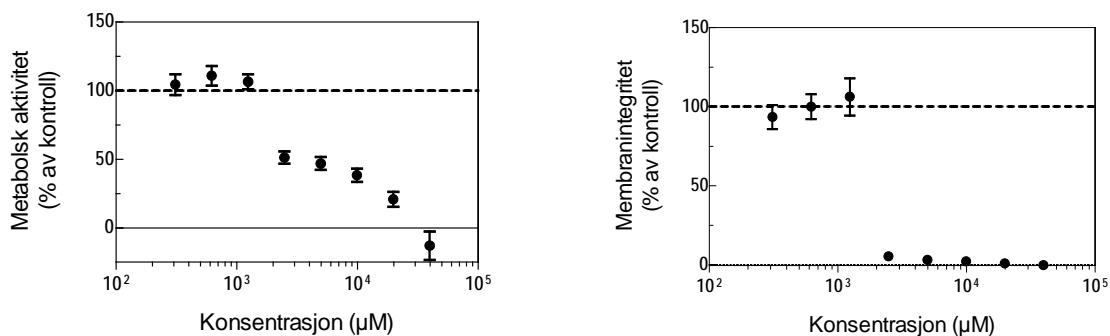 150
100
50
0
Metabolsk aktivitet
(% av kontroll)
10² 10³ 10⁴ 10⁵
Konsentrasjon (µM)
150
100
50
0
Membranintegritet
(% av kontroll)
10² 10³ 10⁴ 10⁵
Konsentrasjon (µM)